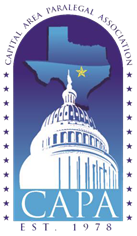 CAPITAL AREA PARALEGAL ASSOCIATION
CAPA
EST. 1978